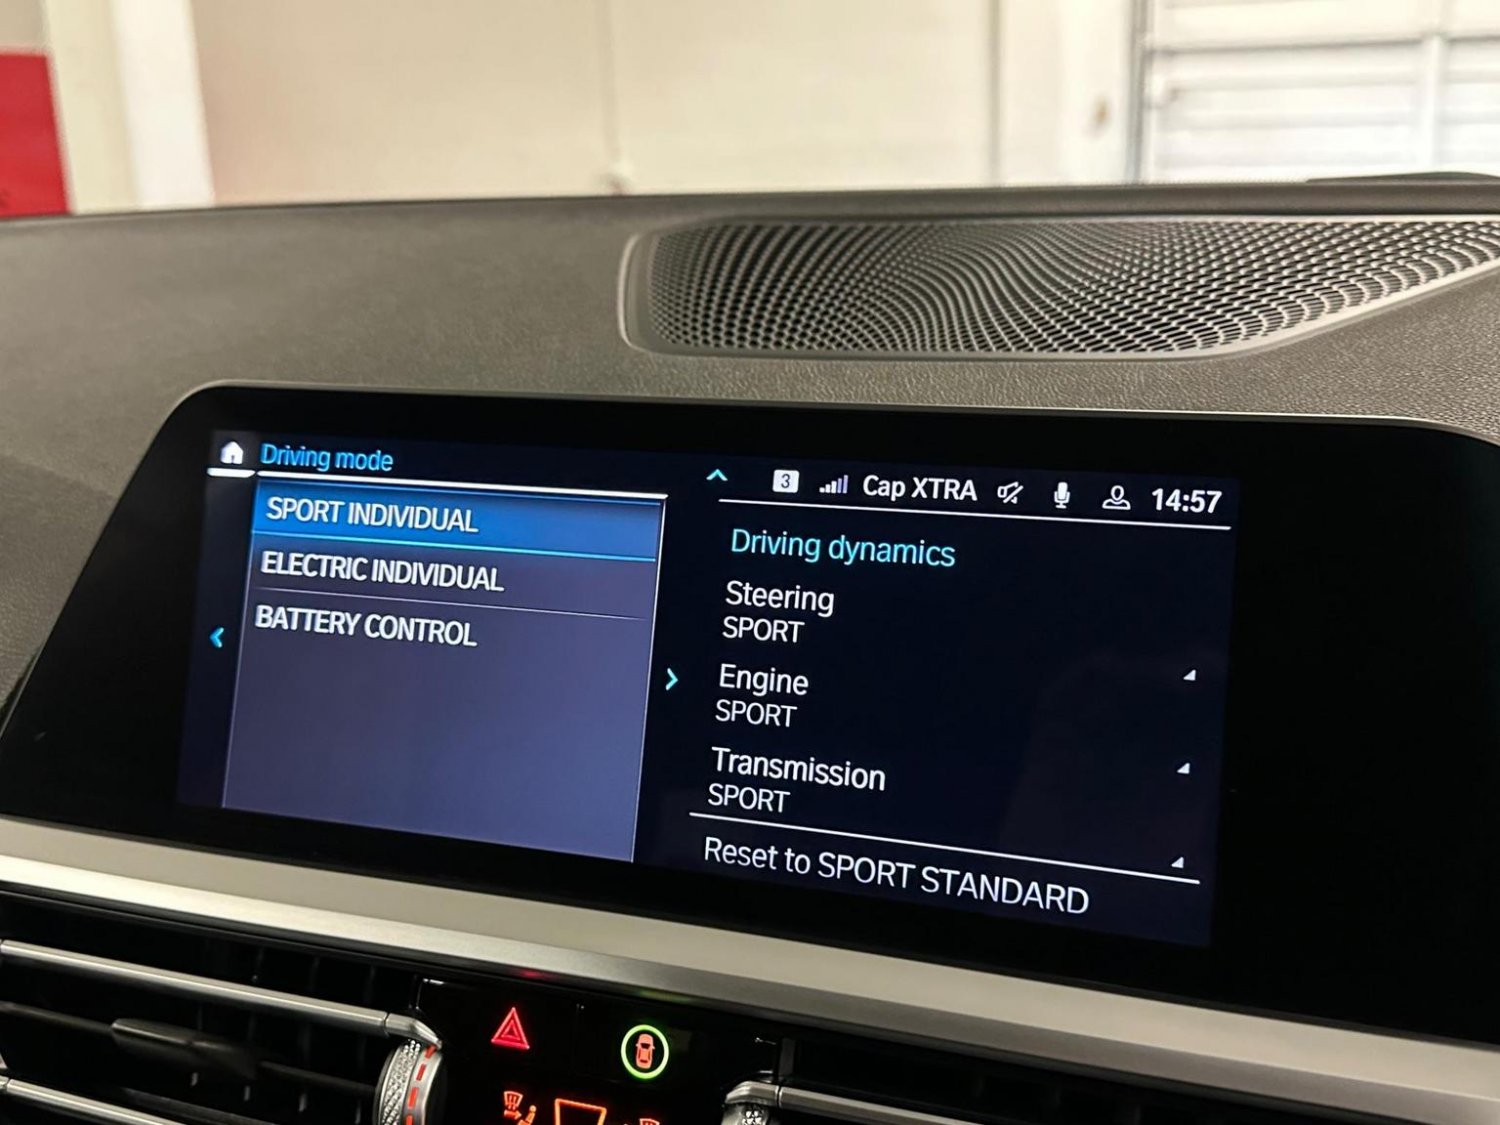 Driving mode
3 Cap XTRA 14:57
SPORT INDIVIDUAL
ELECTRIC INDIVIDUAL
BATTERY CONTROL
Driving dynamics
Steering
SPORT
Engine
SPORT
Transmission
SPORT
Reset to SPORT STANDARD